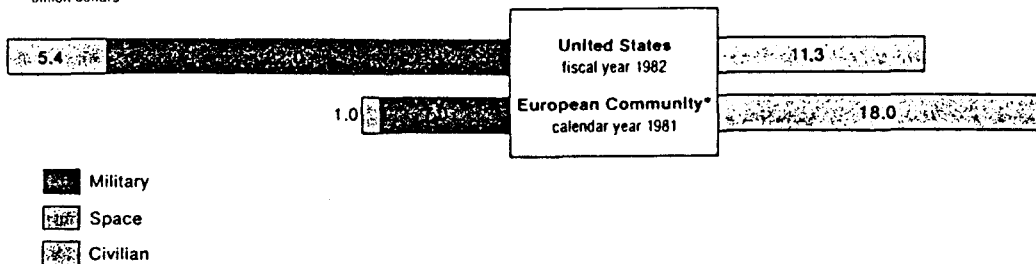 dollars
5.4
United States
fiscal year 1982
11.3
1.0
European Community*
calendar year 1981
18.0
Military
Space
Civilian